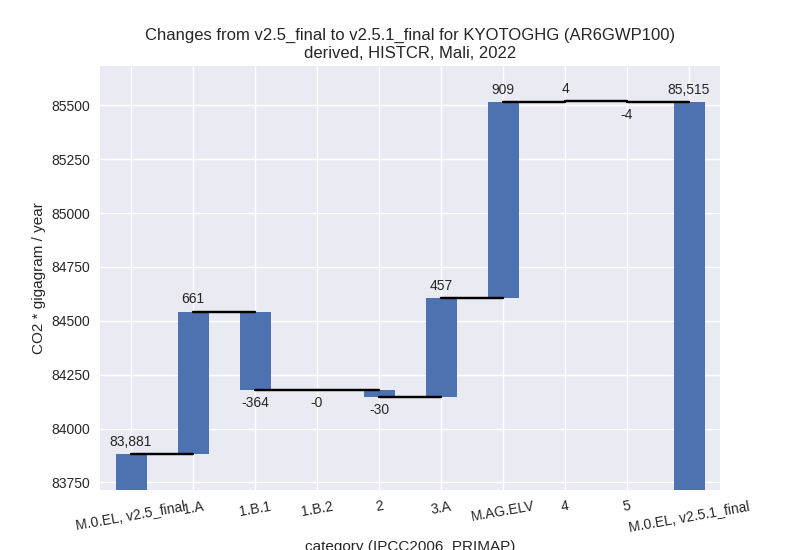 Changes from v2.5_final to v2.5.1_final for KYOTOGHG (AR6GWP100)
derived, HISTCR, Mali, 2022
CO2 * gigagram / year
85500
85250
85000
84750
84500
84250
84000
83750
83,881
661
-364
-0
-30
457
909
4
-4
85,515
M.0.EL, v2.5_final
1.A
1.B.1
1.B.2
2
3.A
M.AG.ELV
4
5
M.0.EL, v2.5.1_final
category (IPCC2006_PRIMAP)